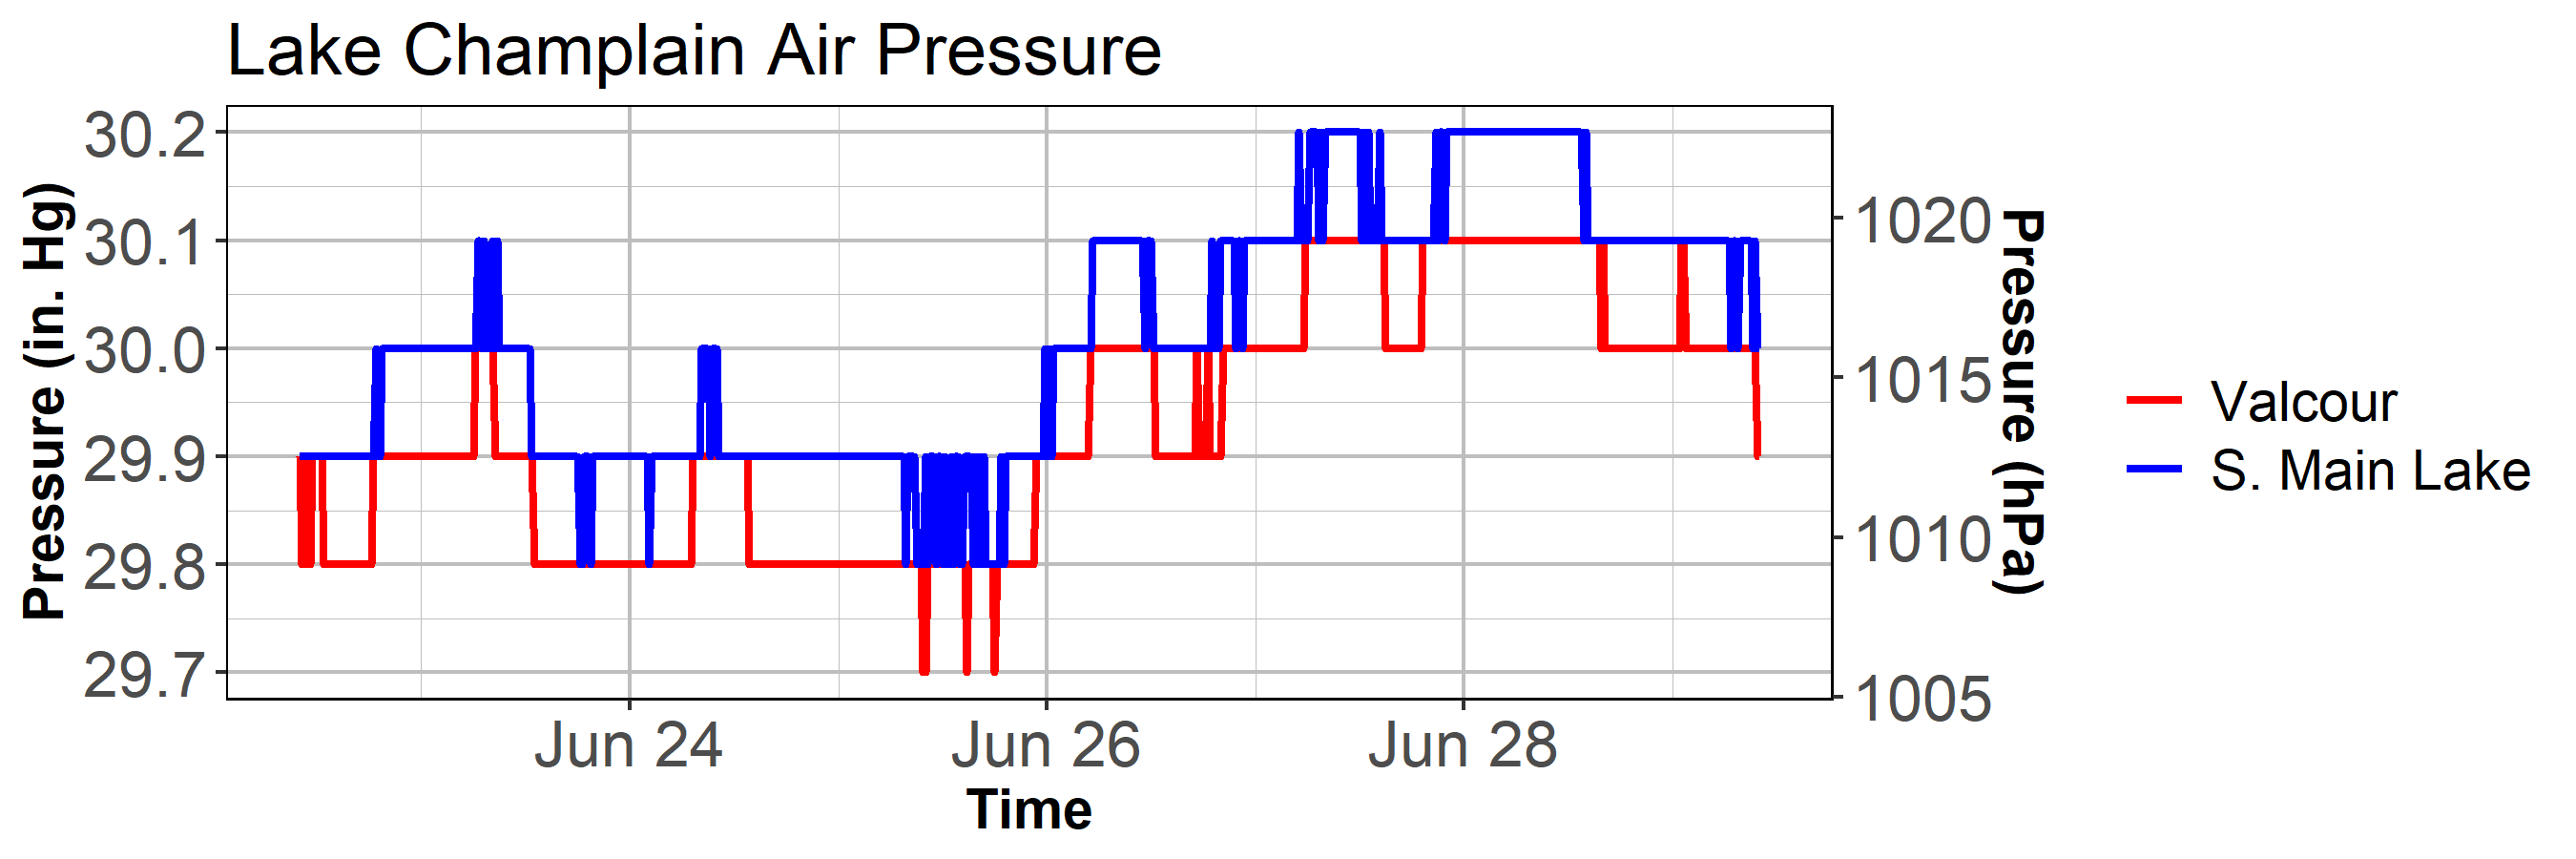 Lake Champlain Air Pressure
30.2
30.1
30.0
29.9
29.8
29.7
Pressure (in. Hg)
1020
1015
1010
1005
Pressure (hPa)
Jun 24 Jun 26 Jun 28
Time
Valcour
S. Main Lake